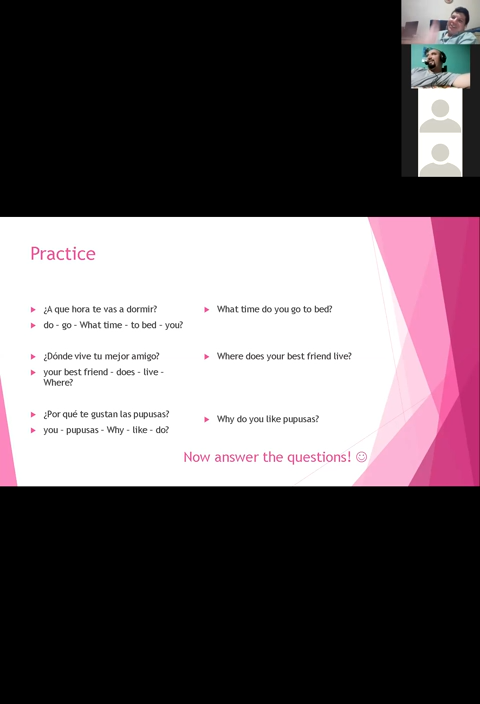 Practice
¿A que hora te vas a dormir?
do – go – What time – to bed – you?
¿Dónde vive tu mejor amigo?
your best friend – does – live –
Where?
¿Por qué te gustan las pupusas?
you – pupusas – Why – like – do?
What time do you go to bed?
Where does your best friend live?
Why do you like pupusas?
Now answer the questions! ☺